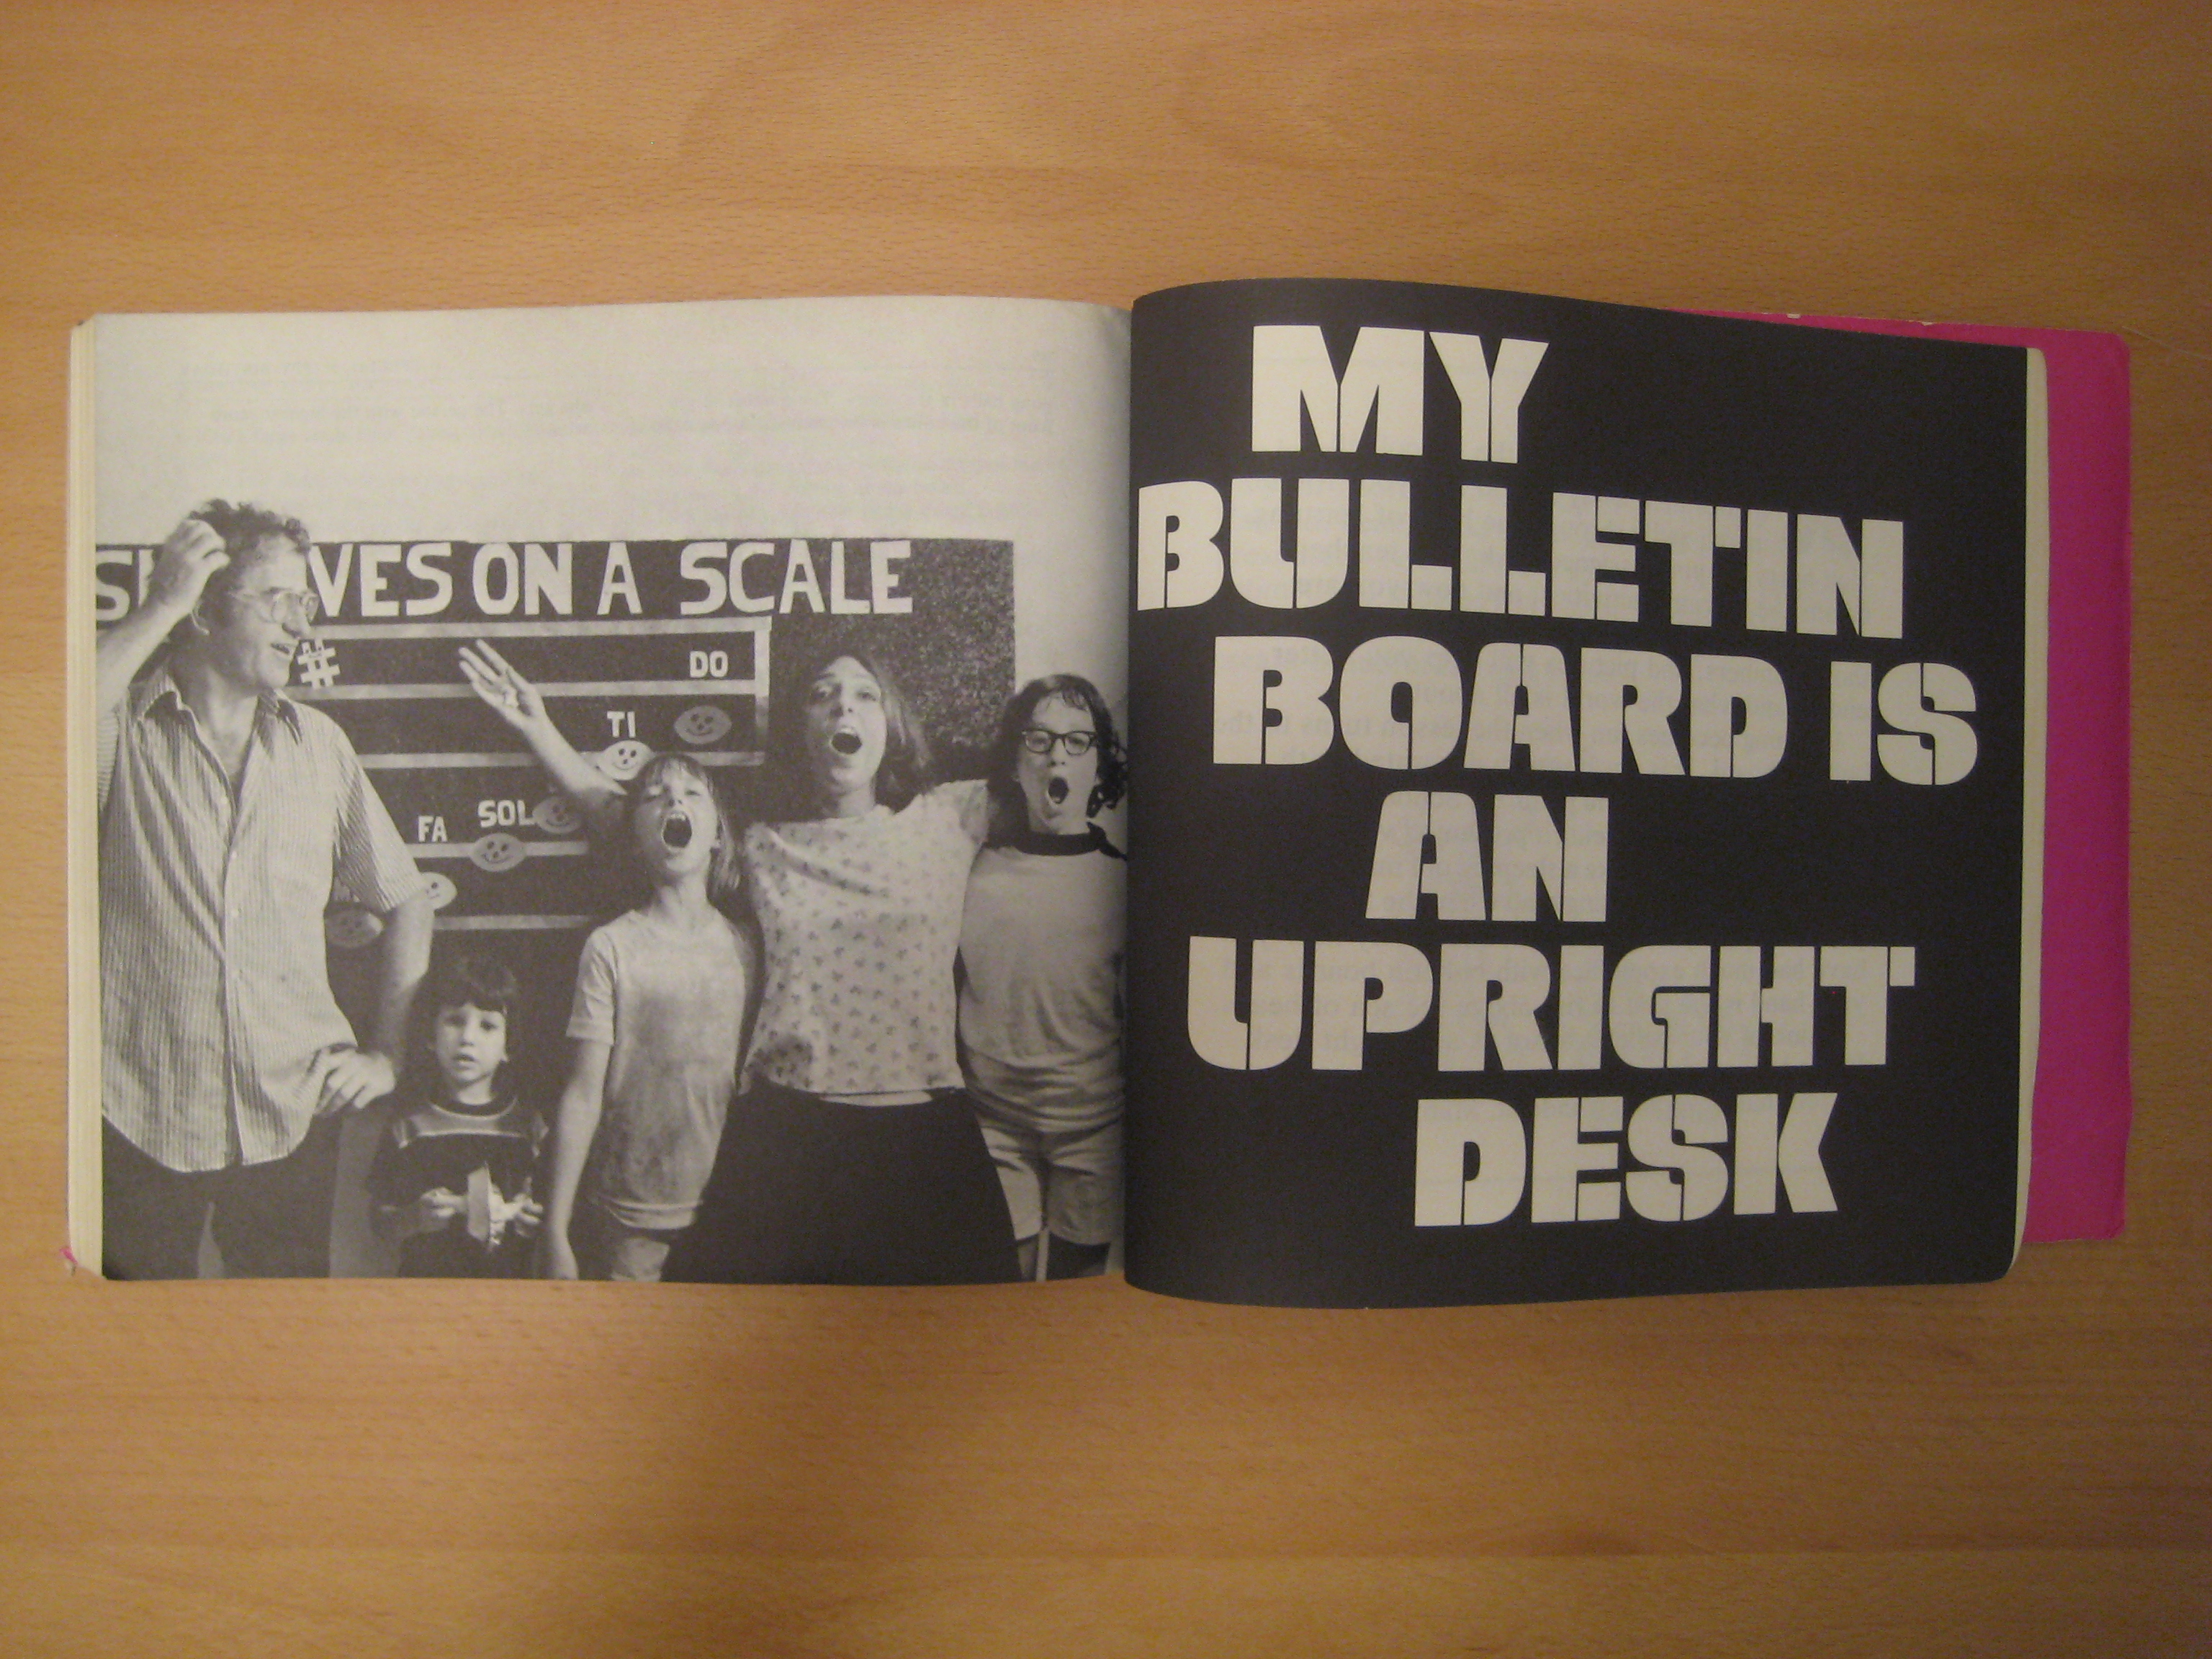 VES ON A SCALE
#
DO
TI
SOL
FA
MY
BULLETIN
BOARD IS
AN
UPRIGHT
DESK